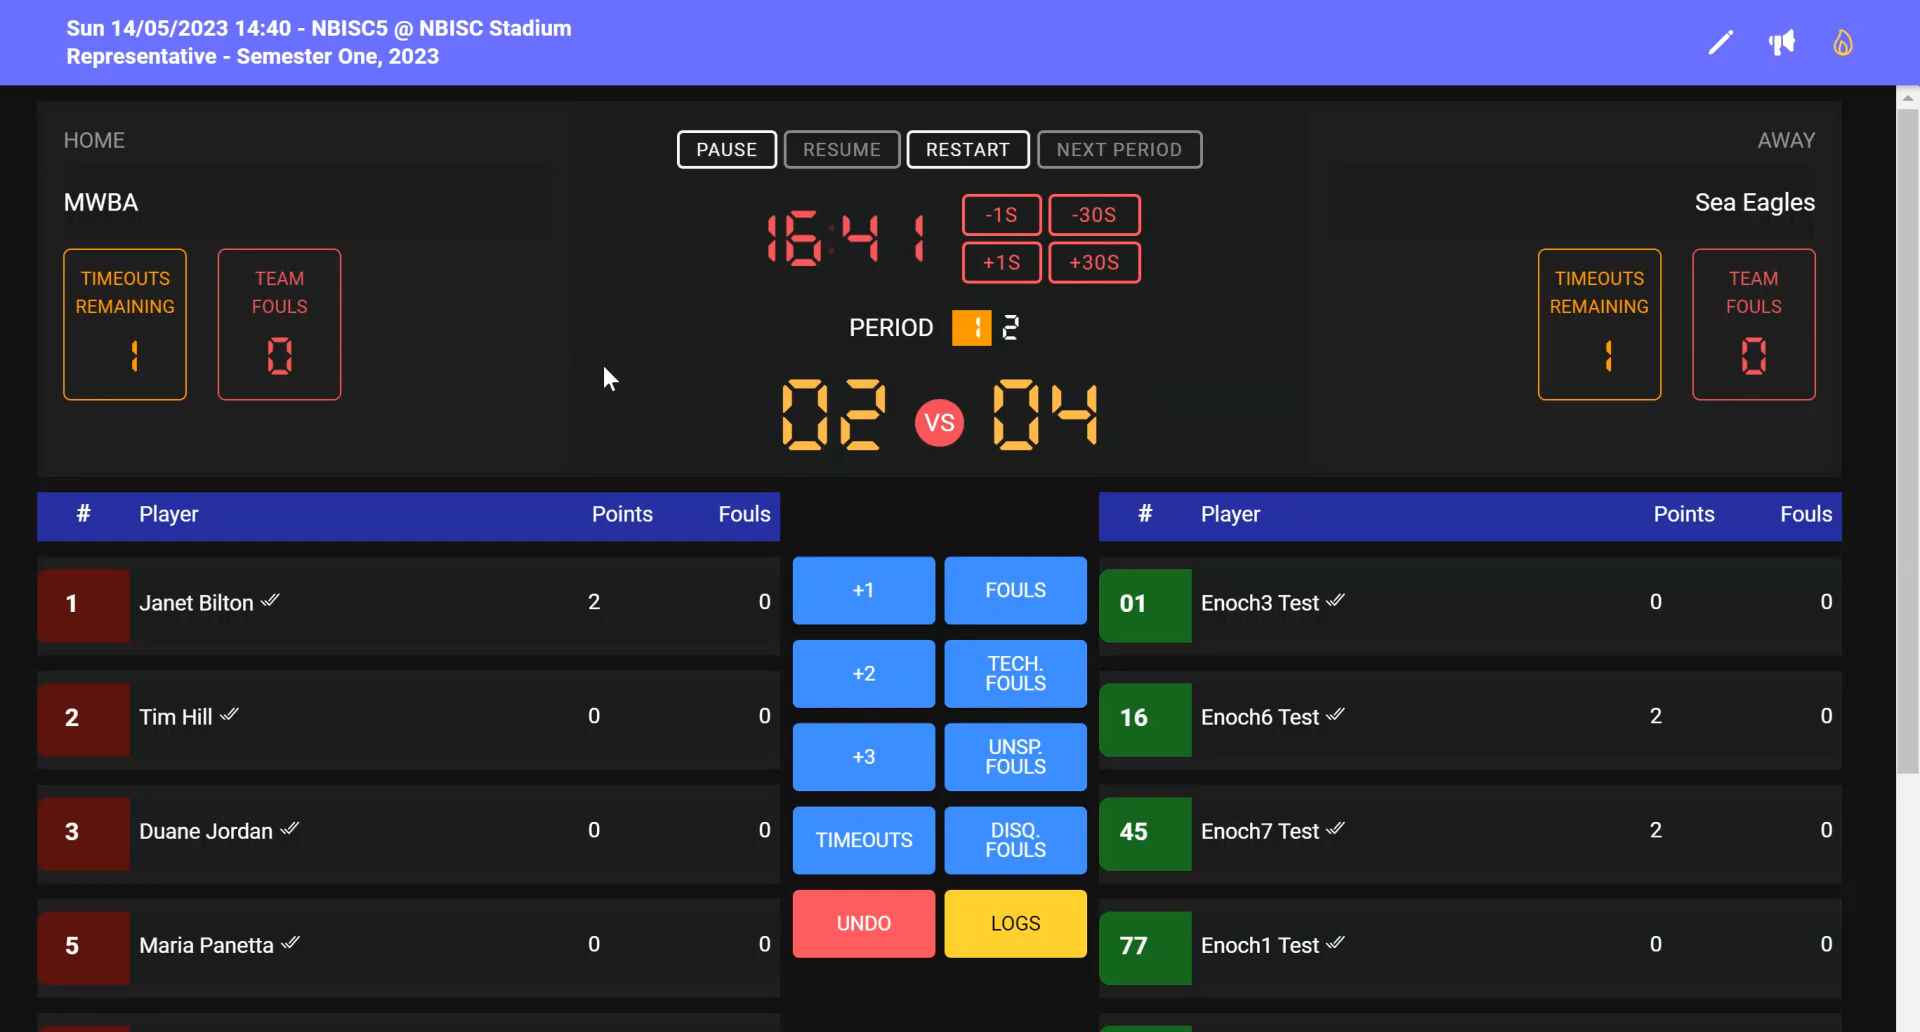 Sun 14/05/2023 14:40 - NBISC5 @ NBISC Stadium
Representative - Semester One, 2023
HOME
AWAY
PAUSE RESUME RESTART NEXT PERIOD
MWBA
Sea Eagles
16:41
-1S -30S
+1S +30S
TIMEOUTS
REMAINING
1
TEAM
FOULS
0
PERIOD 1 2
TIMEOUTS
REMAINING
1
TEAM
FOULS
0
02 VS 04
# Player Points Fouls
1 Janet Bilton 2 0
2 Tim Hill 0 0
3 Duane Jordan 0 0
5 Maria Panetta 0 0
+1 FOULS
+2 TECH.
FOULS
+3 UNSP.
FOULS
TIMEOUTS DISQ.
FOULS
UNDO LOGS
# Player Points Fouls
01 Enoch3 Test 0 0
16 Enoch6 Test 2 0
45 Enoch7 Test 2 0
77 Enoch1 Test 0 0